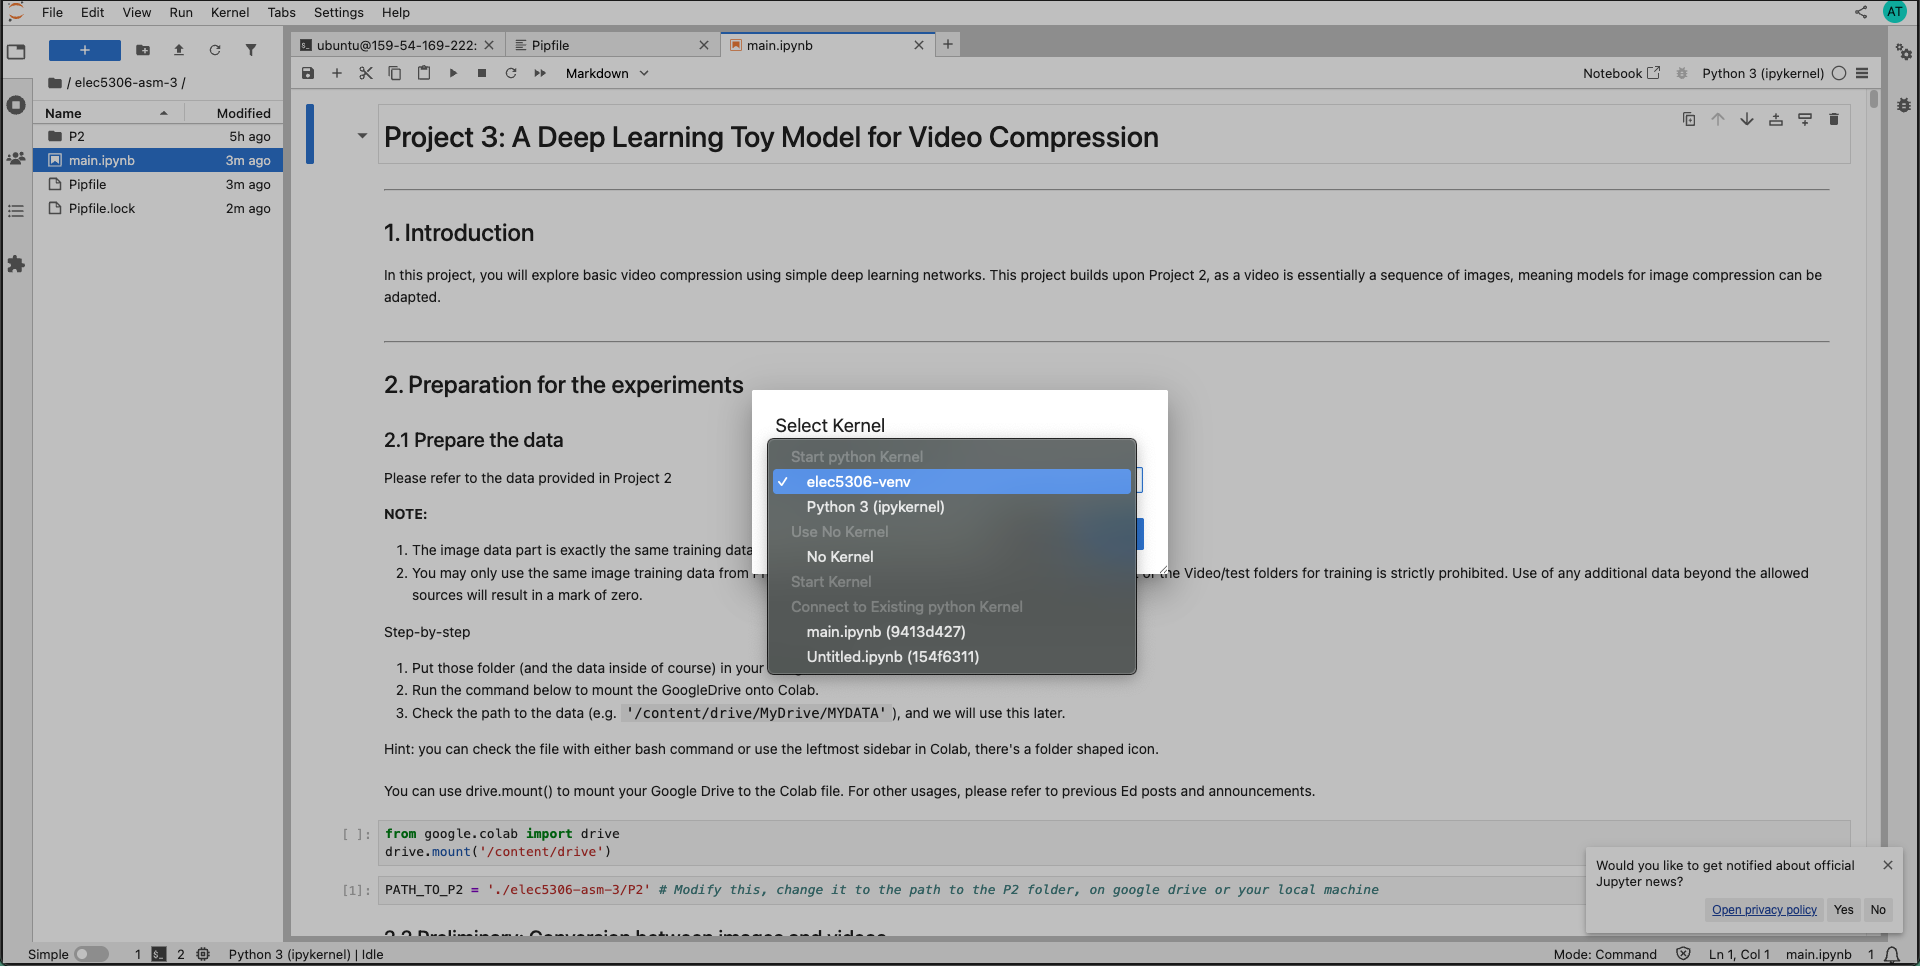 File Edit View Run Kernel Tabs Settings Help
AT
+
/ elec5306-asm-3 /
Name Modified
P2 5h ago
main.ipynb 3m ago
Pipfile 3m ago
Pipfile.lock 2m ago
ubuntu@159-54-169-222: Pipfile main.ipynb
Markdown Notebook Python 3 (ipykernel)
Project 3: A Deep Learning Toy Model for Video Compression
1. Introduction
In this project, you will explore basic video compression using simple deep learning networks. This project builds upon Project 2, as a video is essentially a sequence of images, meaning models for image compression can be
adapted.
2. Preparation for the experiments
2.1 Prepare the data
Please refer to the data provided in Project 2
NOTE:
1. The image data part is exactly the same training data
2. You may only use the same image training data from the Video/test folders for training is strictly prohibited. Use of any additional data beyond the allowed
sources will result in a mark of zero.
Step-by-step
1. Put those folder (and the data inside of course) in your
2. Run the command below to mount the GoogleDrive onto Colab.
3. Check the path to the data (e.g. '/content/drive/MyDrive/MYDATA' ), and we will use this later.
Hint: you can check the file with either bash command or use the leftmost sidebar in Colab, there's a folder shaped icon.
You can use drive.mount() to mount your Google Drive to the Colab file. For other usages, please refer to previous Ed posts and announcements.
[ ]: from google.colab import drive
drive.mount('/content/drive')
[1]: PATH_TO_P2 = './elec5306-asm-3/P2' # Modify this, change it to the path to the P2 folder, on google drive or your local machine
2.2 Preliminary: Conversion between images and videos
Select Kernel
Start python Kernel
✓ elec5306-venv
Python 3 (ipykernel)
Use No Kernel
No Kernel
Start Kernel
Connect to Existing python Kernel
main.ipynb (9413d427)
Untitled.ipynb (154f6311)
Would you like to get notified about official
Jupyter news?
Open privacy policy Yes No
Simple 1 2 Python 3 (ipykernel) | Idle Mode: Command Ln 1, Col 1 main.ipynb 1